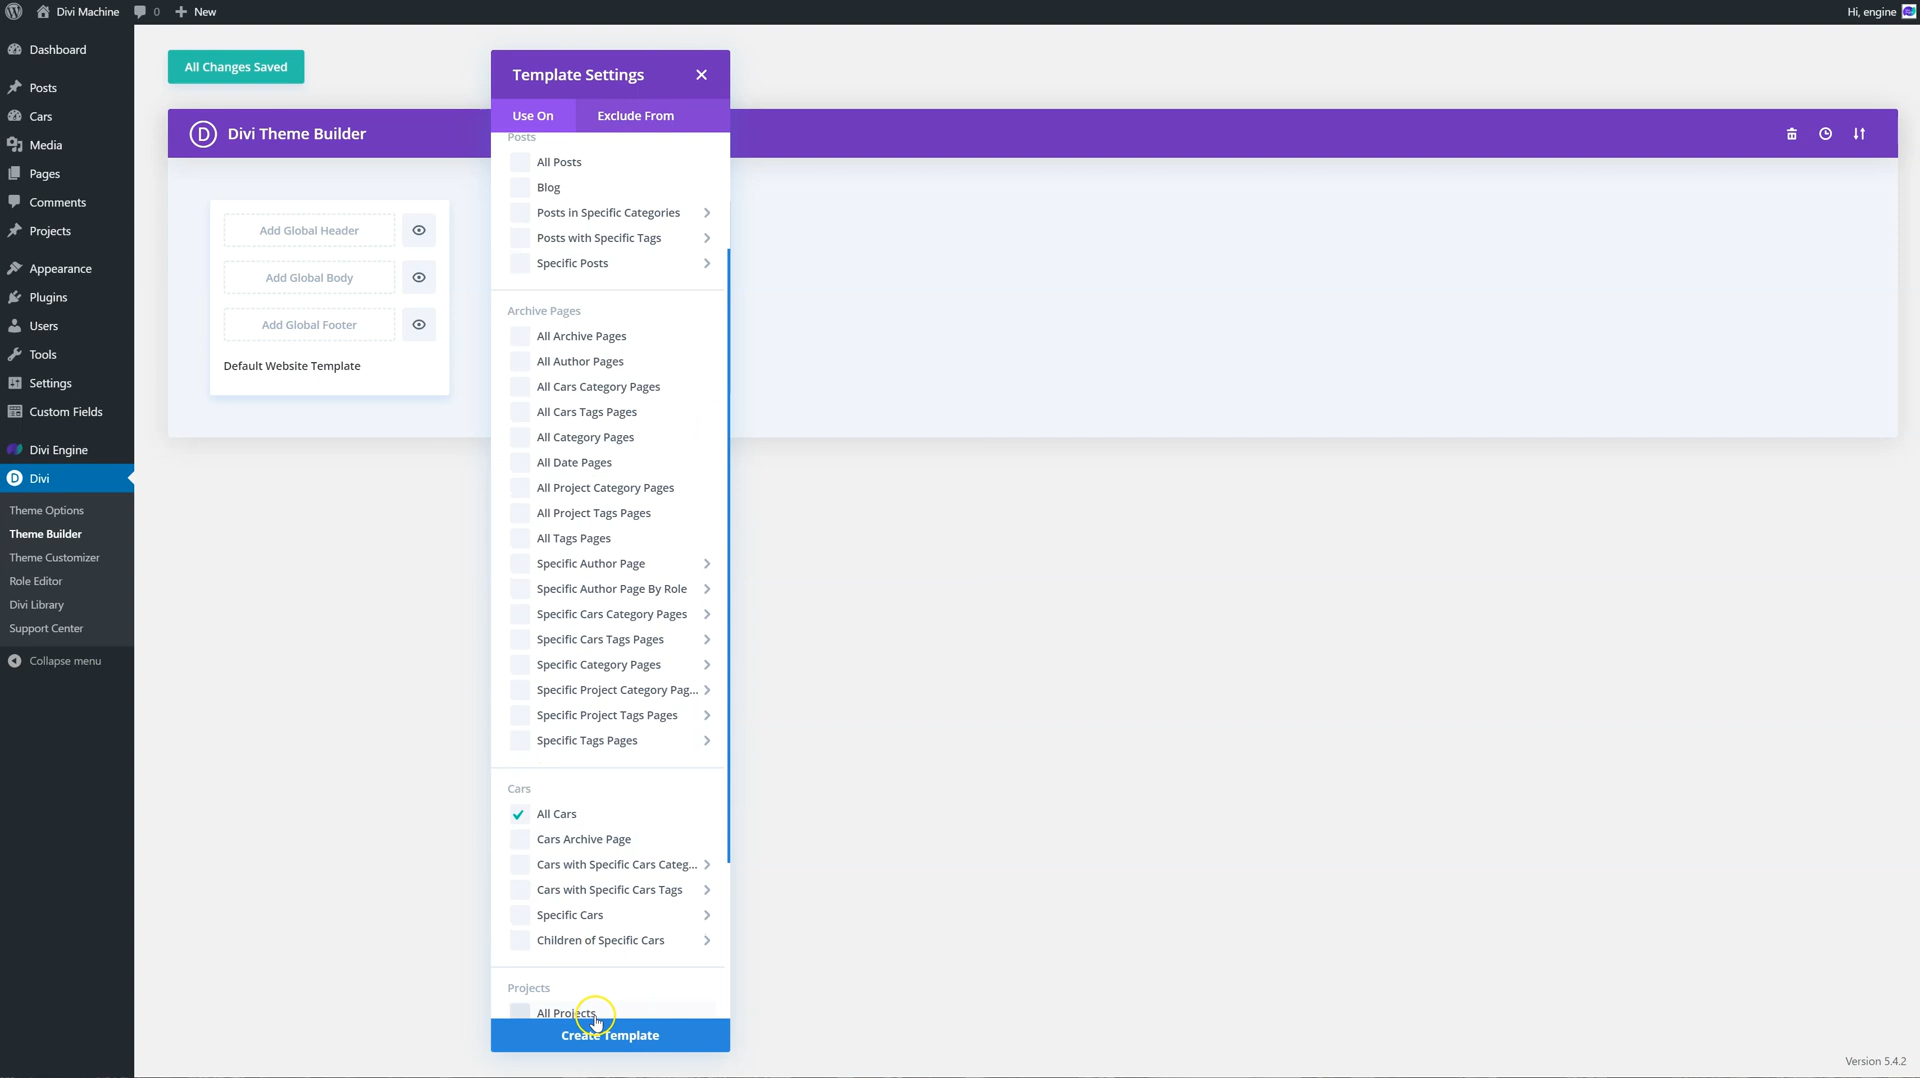 Divi Machine
0
New
Hi, engine
Dashboard
Posts
Cars
Media
Pages
Comments
Projects
Appearance
Plugins
Users
Tools
Settings
Custom Fields
Divi Engine
Divi
Theme Options
Theme Builder
Theme Customizer
Role Editor
Divi Library
Support Center
Collapse menu
All Changes Saved
D Divi Theme Builder
Add Global Header
Add Global Body
Add Global Footer
Default Website Template
Template Settings
Use On
Exclude From
Posts
All Posts
Blog
Posts in Specific Categories
Posts with Specific Tags
Specific Posts
Archive Pages
All Archive Pages
All Author Pages
All Cars Category Pages
All Cars Tags Pages
All Category Pages
All Date Pages
All Project Category Pages
All Project Tags Pages
All Tags Pages
Specific Author Page
Specific Author Page By Role
Specific Cars Category Pages
Specific Cars Tags Pages
Specific Category Pages
Specific Project Category Pag...
Specific Project Tags Pages
Specific Tags Pages
Cars
All Cars
Cars Archive Page
Cars with Specific Cars Categ...
Cars with Specific Cars Tags
Specific Cars
Children of Specific Cars
Projects
All Projects
Create Template
Version 5.4.2